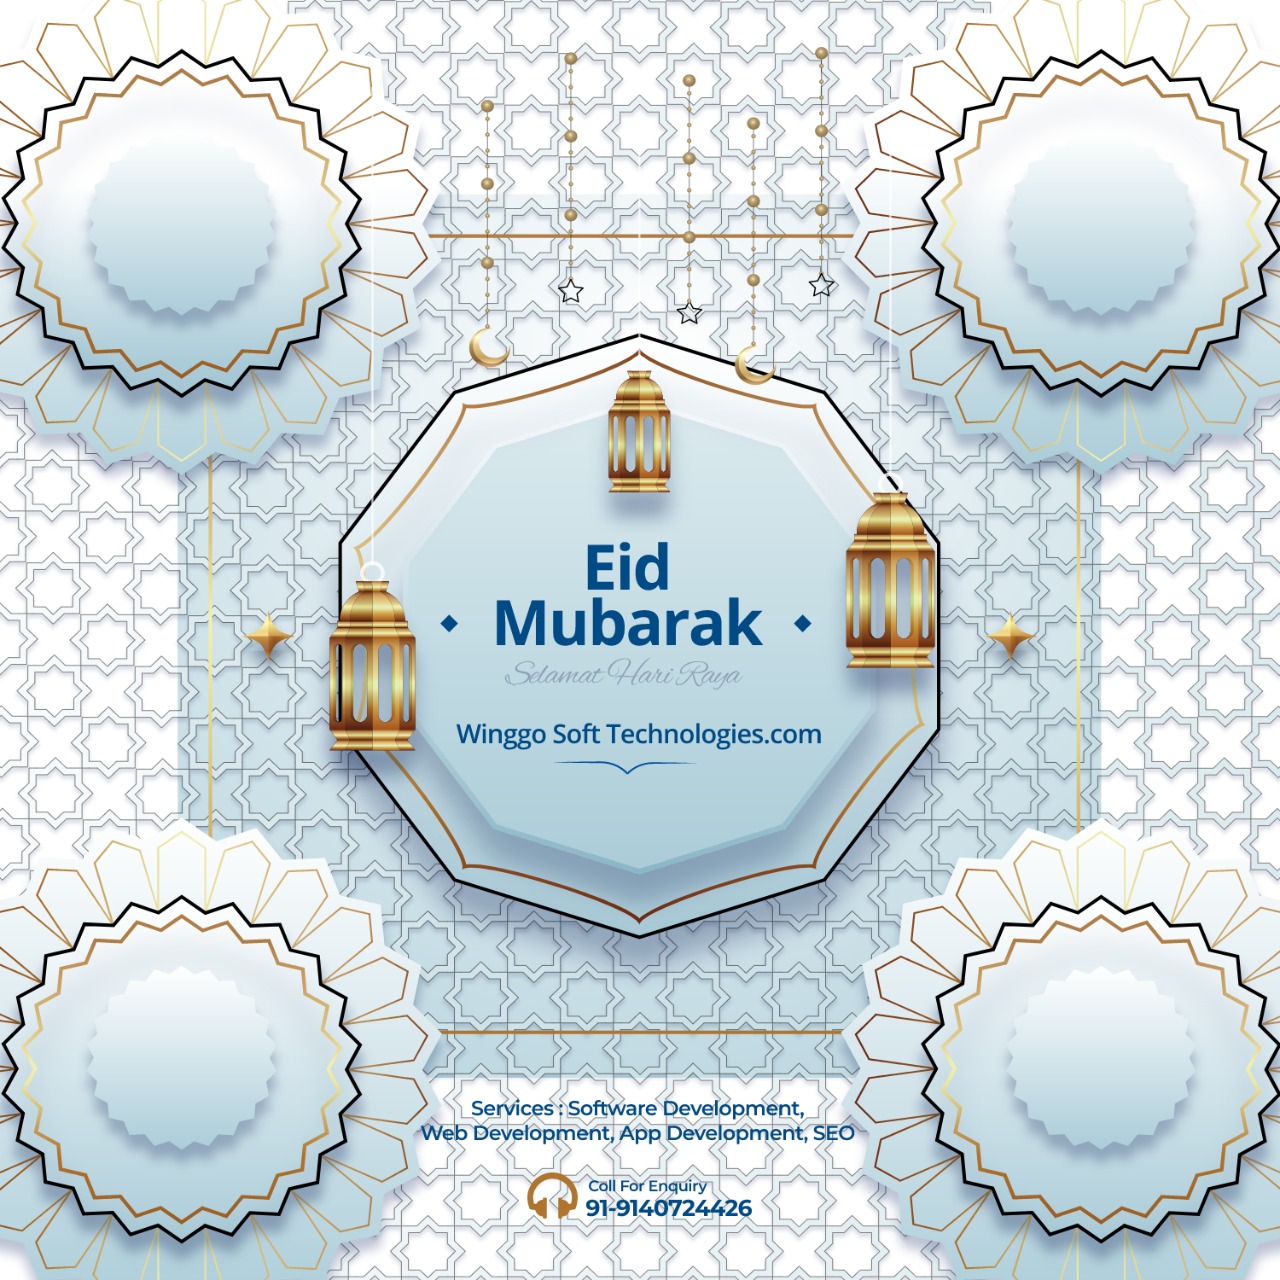 Eid
Mubarak
Selamat Hari Raya
Winggo Soft Technologies.com
Services : Software Development,
Web Development, App Development, SEO
Coll For Enquiry
91-9140724426